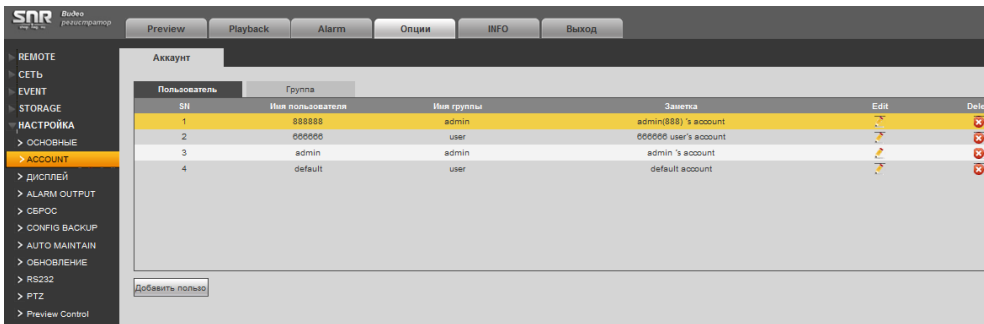 SNR Видео регистратор
Preview Playback Alarm Опции INFO Выход
REMOTE
СЕТЬ
EVENT
STORAGE
НАСТРОЙКА
> ОСНОВНЫЕ
> ACCOUNT
> ДИСПЛЕЙ
> ALARM OUTPUT
> СБРОС
> CONFIG BACKUP
> AUTO MAINTAIN
> ОБНОВЛЕНИЕ
> RS232
> PTZ
> Preview Control
Аккаунт
Пользователь Группа
SN Имя пользователя Имя группы Заметка Edit Dele
1 888888 admin admin(888) 's account
2 666666 user 666666 user's account
3 admin admin admin 's account
4 default user default account
Добавить пользо